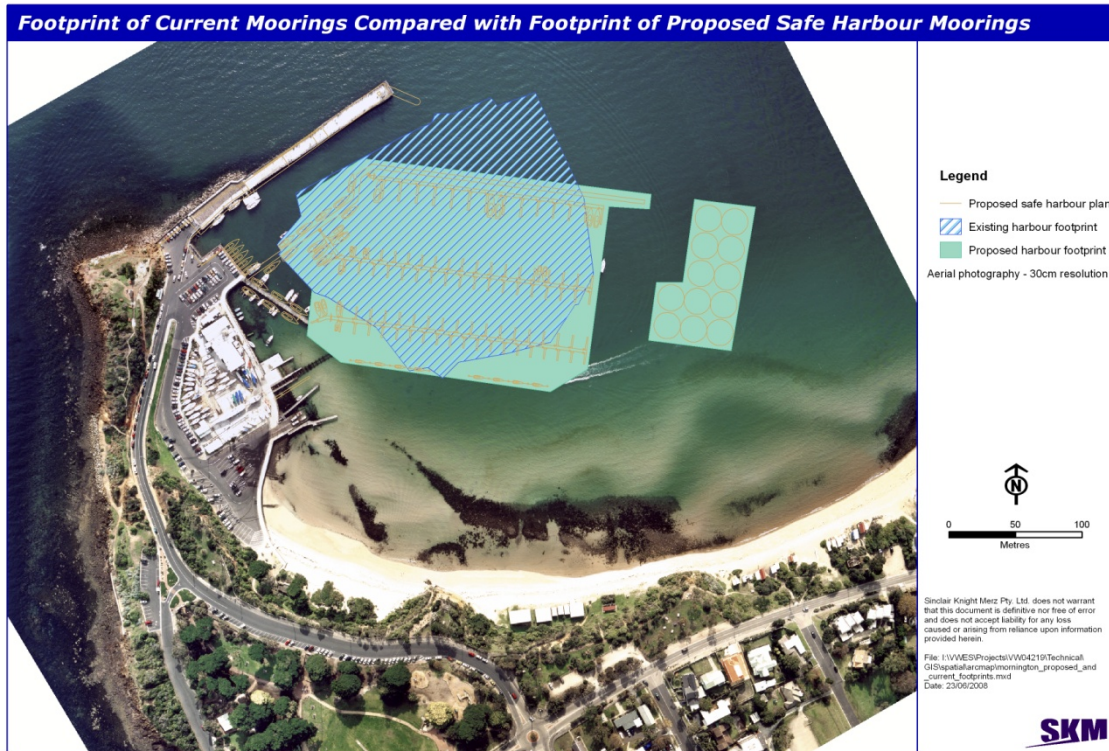 Footprint of Current Moorings Compared with Footprint of Proposed Safe Harbour Moorings
Legend
Proposed safe harbour plan
Existing harbour footprint
Proposed harbour footprint
Aerial photography - 30cm resolution
N
0 50 100
Metres
Sinclair Knight Merz Pty. Ltd. does not warrant
that this document is definitive nor free of error
and does not accept liability for any loss
caused or arising from reliance upon information
provided herein.
File: I:\VWES\Projects\VW04219\Technical\
GIS\spatial\arcmap\mornington_proposed_and
_current_footprints.mxd
Date: 23/06/2008
SKM